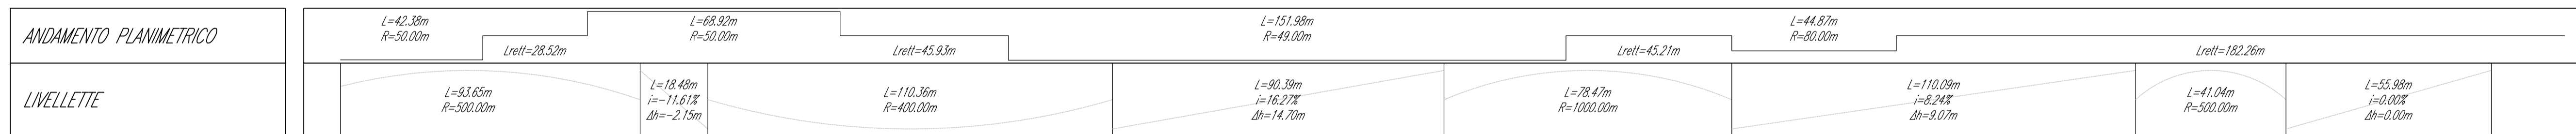 ANDAMENTO PLANIMETRICO
L=42.38m
R=50.00m
Lrett=28.52m
L=68.92m
R=50.00m
Lrett=45.93m
L=151.98m
R=49.00m
Lrett=45.21m
L=44.87m
R=80.00m
Lrett=182.26m
LIVELLETTE
L=93.65m
R=500.00m
L=18.48m
i=-11.61%
Δh=-2.15m
L=110.36m
R=400.00m
L=90.39m
i=16.27%
Δh=14.70m
L=78.47m
R=1000.00m
L=110.09m
i=8.24%
Δh=9.07m
L=41.04m
R=500.00m
L=55.98m
i=0.00%
Δh=0.00m